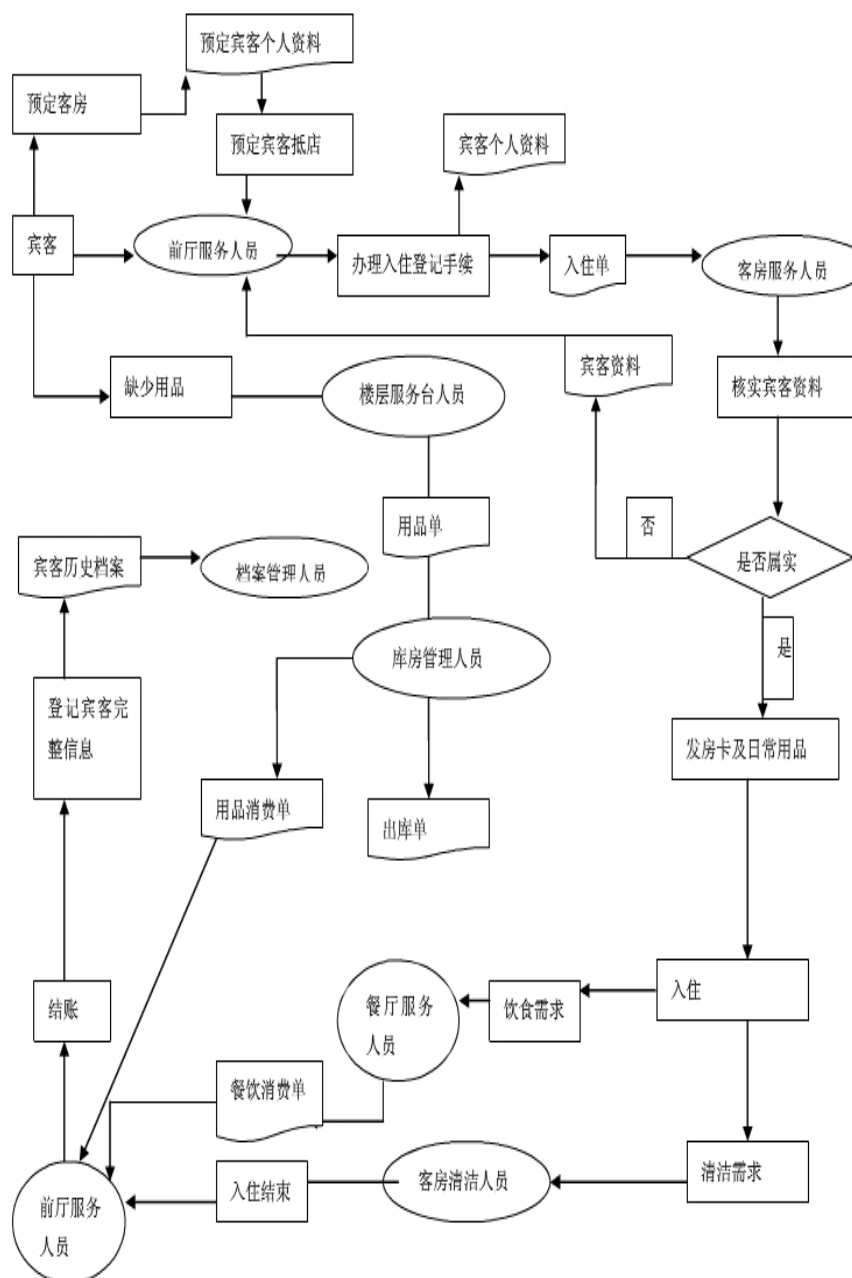 预定宾客个人资料
预定客房
预定宾客抵店
宾客个人资料
宾客
前厅服务人员
办理入住登记手续
入住单
客房服务人员
宾客资料
核实宾客资料
缺少用品
楼层服务台人员
用品单
否
是否属实
宾客历史档案
档案管理人员
库房管理人员
是
登记宾客完
整信息
发房卡及日常用品
用品消费单
出库单
入住
结账
饮食需求
餐厅服务
人员
餐饮消费单
清洁需求
客房清洁人员
入住结束
前厅服务
人员